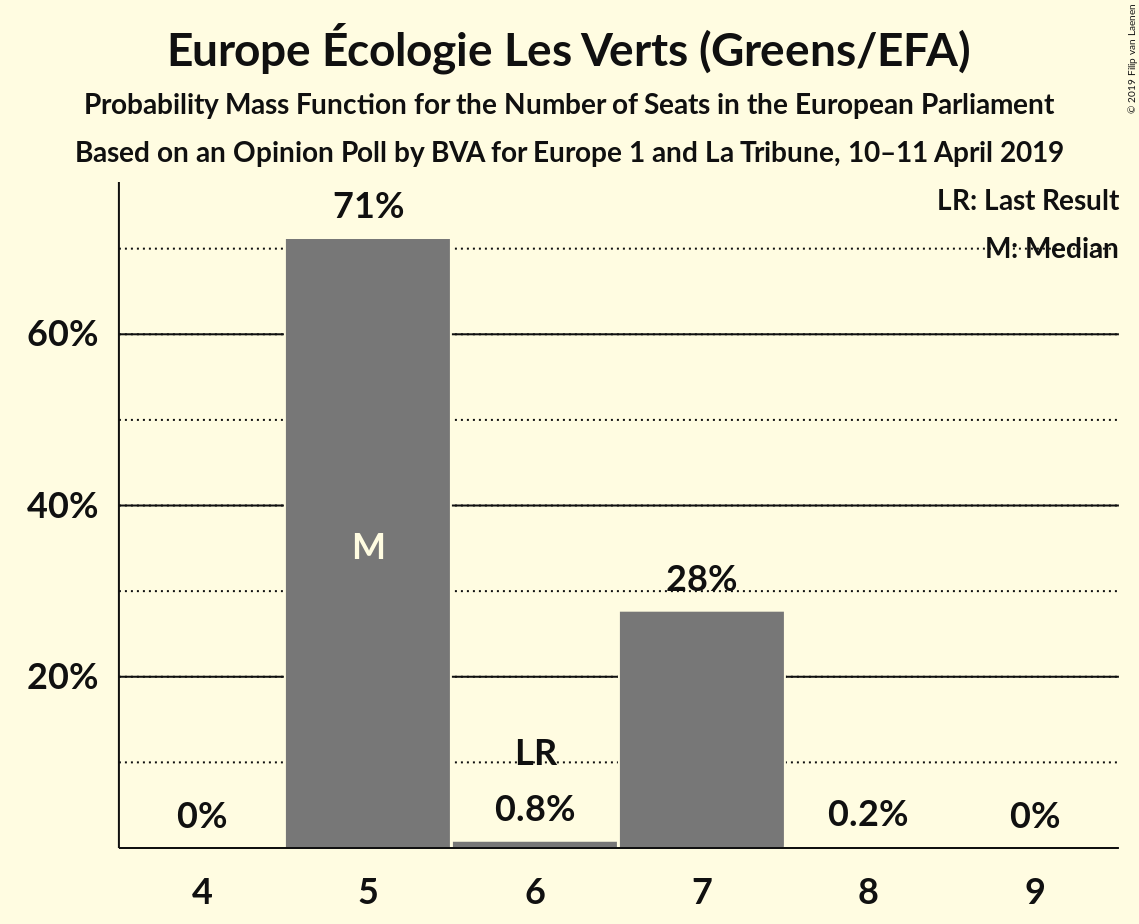 Europe Écologie Les Verts (Greens/EFA)
Probability Mass Function for the Number of Seats in the European Parliament
Based on an Opinion Poll by BVA for Europe 1 and La Tribune, 10–11 April 2019
© 2019 Filip van Laenen
LR: Last Result
M: Median
71%
60%
40%
M
28%
20%
LR
0%
0.8%
0.2%
0%
4 5 6 7 8 9